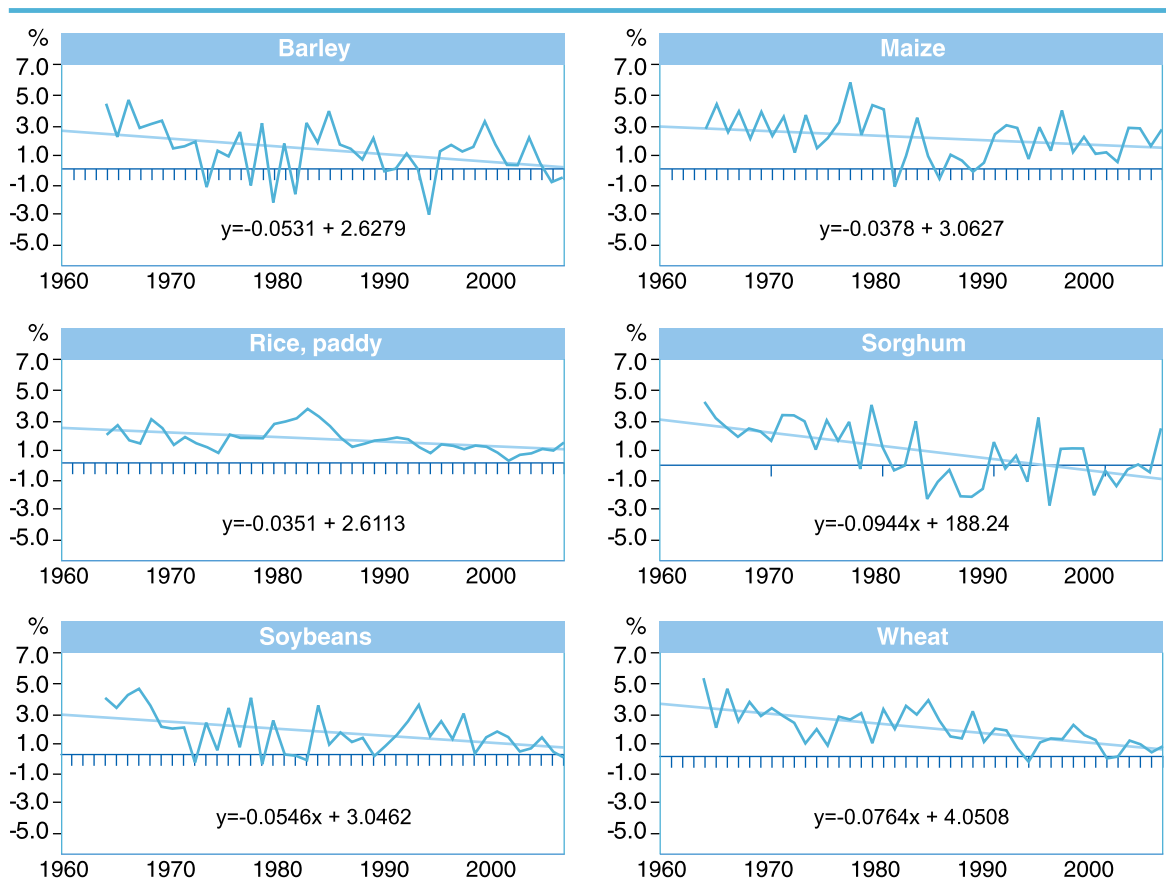 %
Barley
7.0
5.0
3.0
1.0
-1.0
-3.0
-5.0
y=-0.0531 + 2.6279
1960 1970 1980 1990 2000
%
Maize
7.0
5.0
3.0
1.0
-1.0
-3.0
-5.0
y=-0.0378 + 3.0627
1960 1970 1980 1990 2000
%
Rice, paddy
7.0
5.0
3.0
1.0
-1.0
-3.0
-5.0
y=-0.0351 + 2.6113
1960 1970 1980 1990 2000
%
Sorghum
7.0
5.0
3.0
1.0
-1.0
-3.0
-5.0
y=-0.0944x + 188.24
1960 1970 1980 1990 2000
%
Soybeans
7.0
5.0
3.0
1.0
-1.0
-3.0
-5.0
y=-0.0546x + 3.0462
1960 1970 1980 1990 2000
%
Wheat
7.0
5.0
3.0
1.0
-1.0
-3.0
-5.0
y=-0.0764x + 4.0508
1960 1970 1980 1990 2000